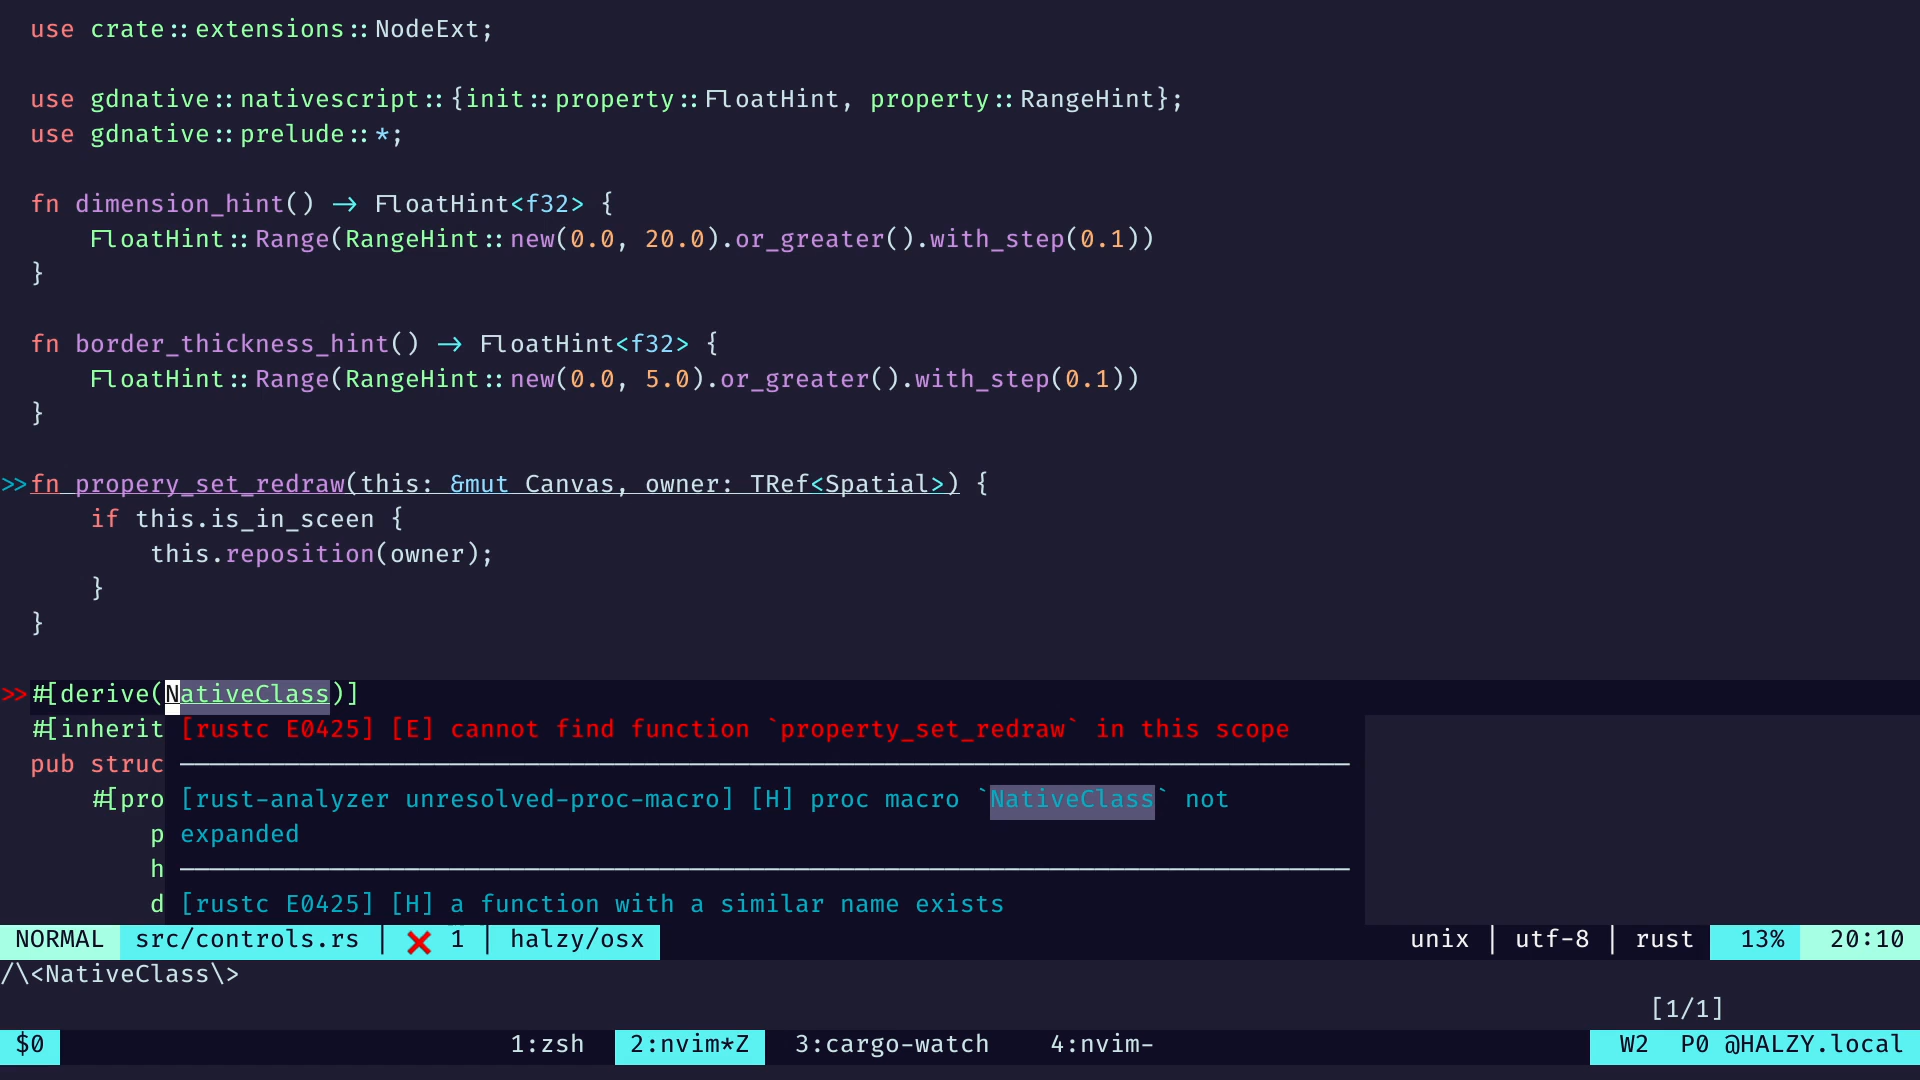 use crate::extensions::NodeExt;
use gdnative::nativescript::{init::property::FloatHint, property::RangeHint};
use gdnative::prelude::*;
fn dimension_hint() -> FloatHint<f32> {
FloatHint::Range(RangeHint::new(0.0, 20.0).or_greater().with_step(0.1))
}
fn border_thickness_hint() -> FloatHint<f32> {
FloatHint::Range(RangeHint::new(0.0, 5.0).or_greater().with_step(0.1))
}
>>fn propery_set_redraw(this: &mut Canvas, owner: TRef<Spatial>) {
if this.is_in_sceen {
this.reposition(owner);
}
}
>>#[derive(NativeClass)]
#[inherit [rustc E0425] [E] cannot find function `property_set_redraw` in this scope
pub struc
#[pro [rust-analyzer unresolved-proc-macro] [H] proc macro `NativeClass` not
p expanded
h
d [rustc E0425] [H] a function with a similar name exists
NORMAL src/controls.rs | ❌ 1 | halzy/osx unix | utf-8 | rust 13% 20:10
/\<NativeClass\>
[1/1]
$0 1:zsh 2:nvim*Z 3:cargo-watch 4:nvim- W2 P0 @HALZY.local